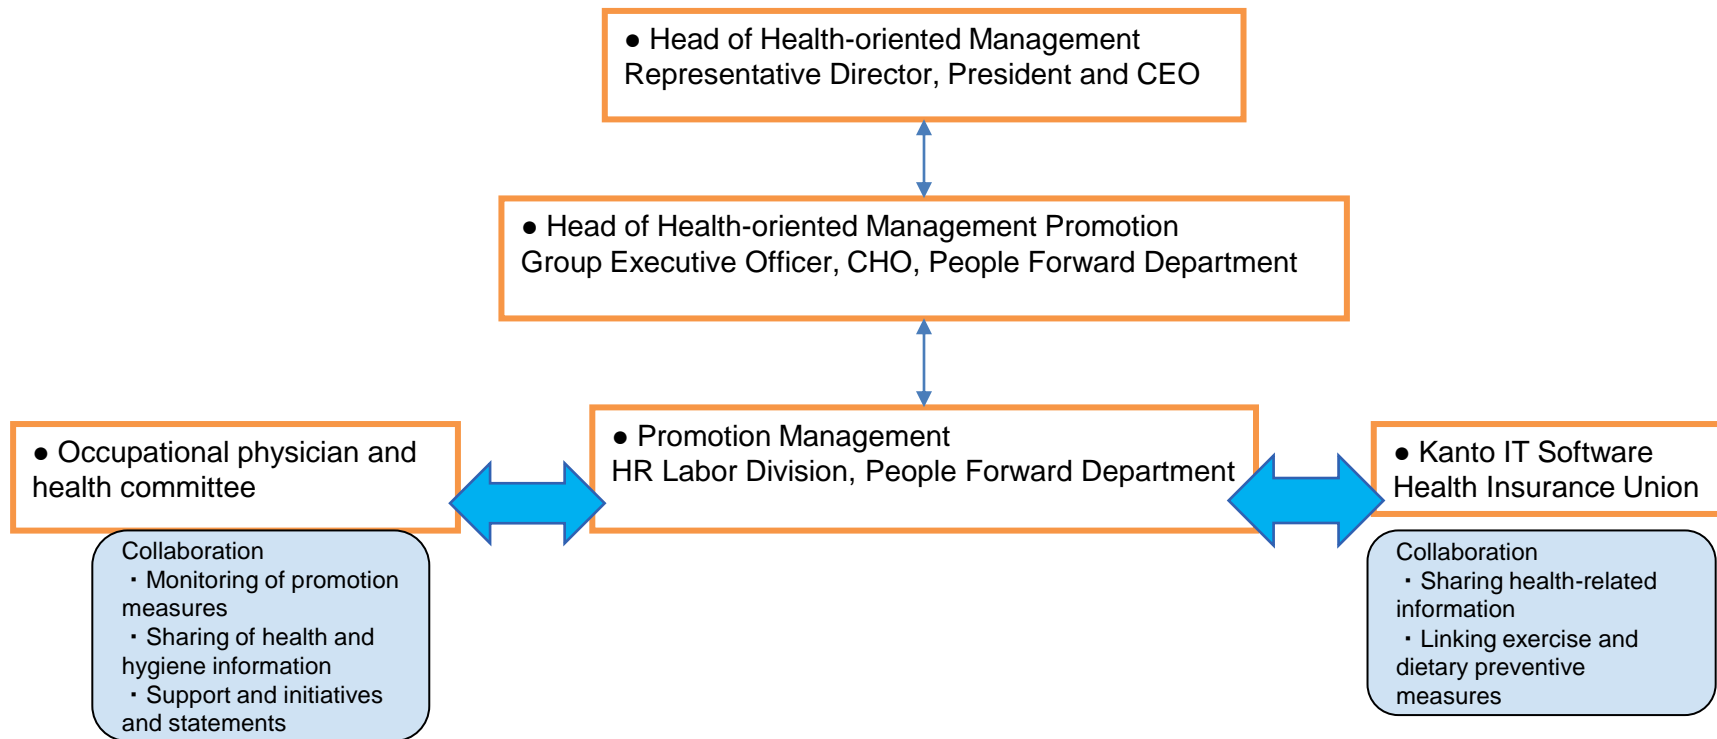 ● Head of Health-oriented Management
Representative Director, President and CEO
● Head of Health-oriented Management Promotion
Group Executive Officer, CHO, People Forward Department
● Occupational physician and
health committee
● Promotion Management
HR Labor Division, People Forward Department
● Kanto IT Software
Health Insurance Union
Collaboration
・Monitoring of promotion
measures
・Sharing of health and
hygiene information
・Support and initiatives
and statements
Collaboration
・Sharing health-related
information
・Linking exercise and
dietary preventive
measures